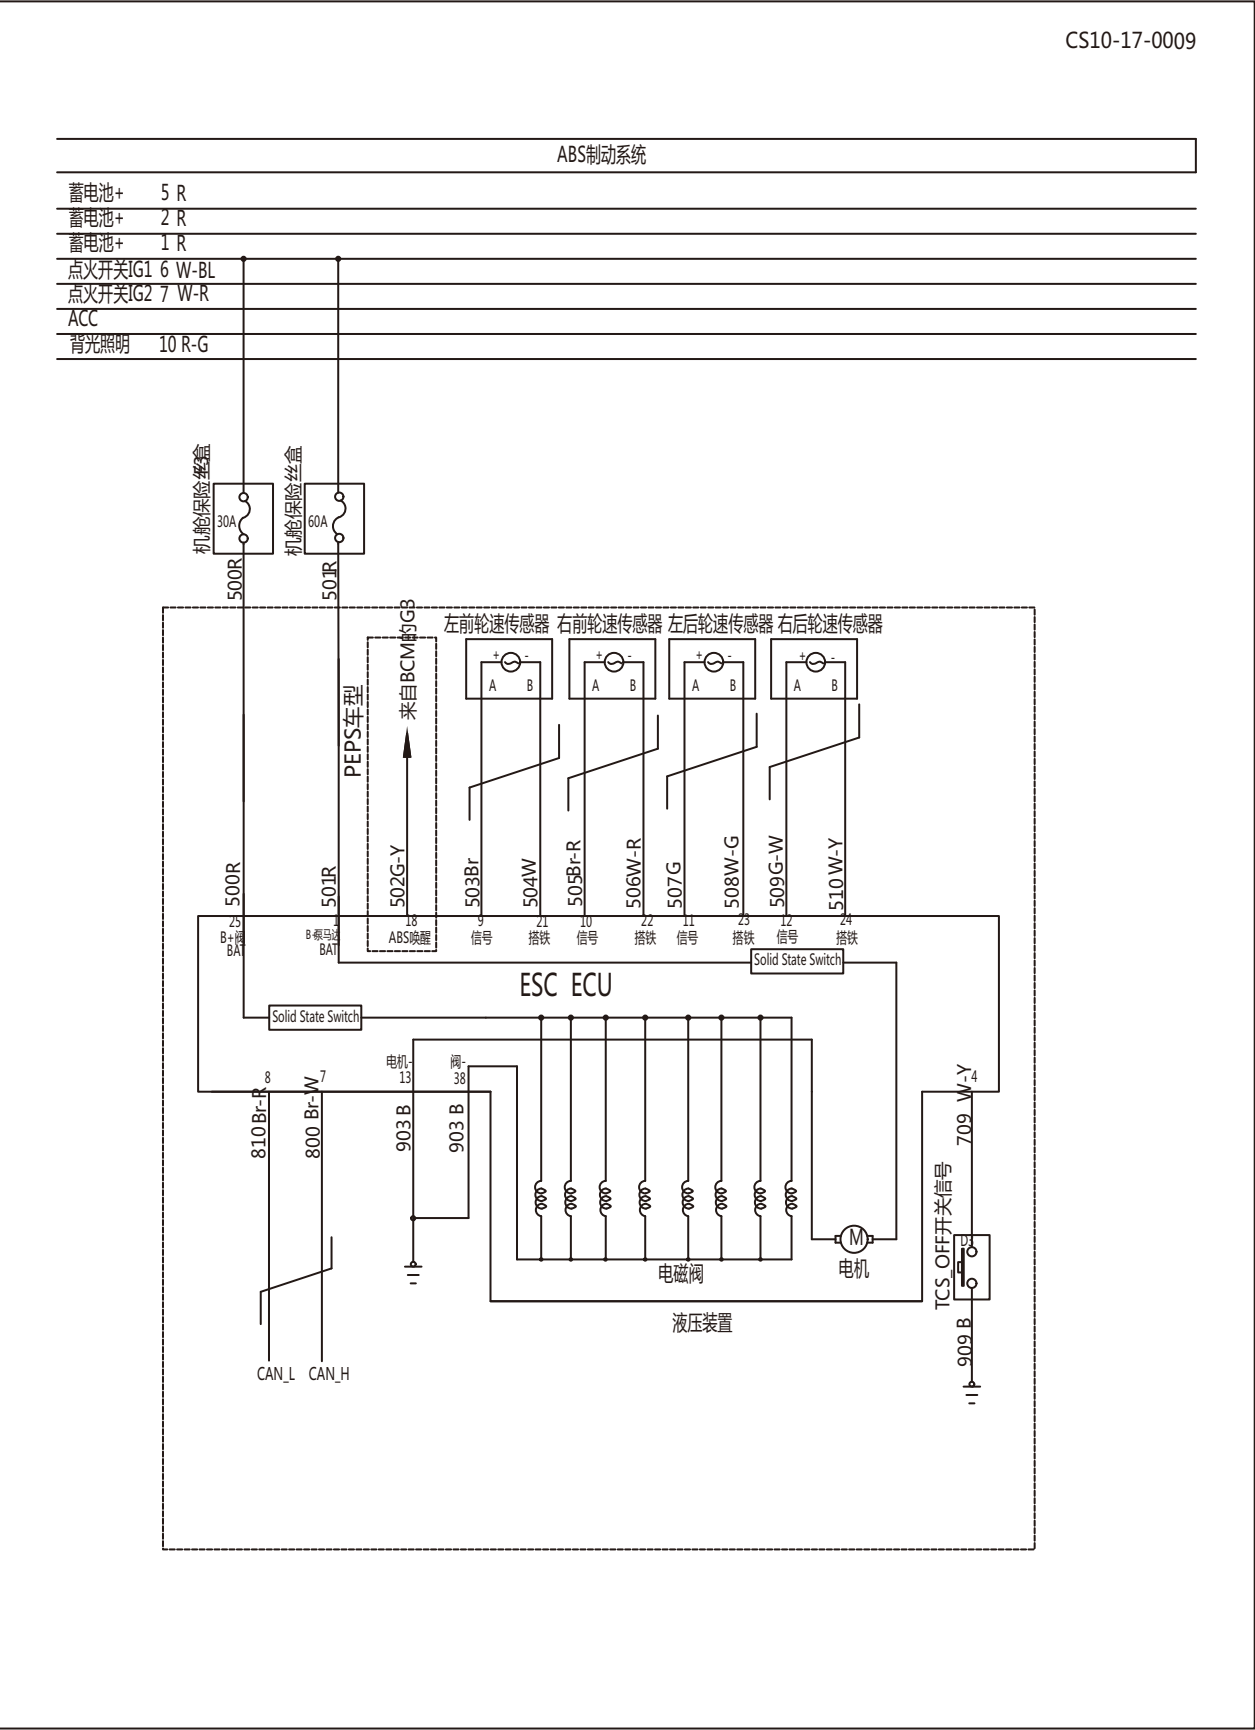 CS10-17-0009
ABS制动系统
蓄电池+ 5 R
蓄电池+ 2 R
蓄电池+ 1 R
点火开关IG1 6 W-BL
点火开关IG2 7 W-R
ACC
背光照明 10 R-G
机舱保险丝盒
30A
机舱保险丝盒
60A
500R
501R
左前轮速传感器 右前轮速传感器 左后轮速传感器 右后轮速传感器
+ - + - + - + -
A B A B A B A B
PEPS车型
来自BCM的G3
500R
501R
502G-Y
503Br
504W
505Br-R
506W-R
507G
508W-G
509G-W
510 W-Y
25 1 18 9 21 10 22 11 23 12 24
B+阀 B+泵马达 ABS唤醒 信号 搭铁 信号 搭铁 信号 搭铁 信号 搭铁
BAT BAT
Solid State Switch
ESC ECU
Solid State Switch
电机- 阀-
8 7 13 38 4
810 Br-R
800 Br-W
903 B
903 B
709 W-Y
TCS_OFF开关信号
D3
M
电磁阀 电机
液压装置
909 B
CAN_L CAN_H